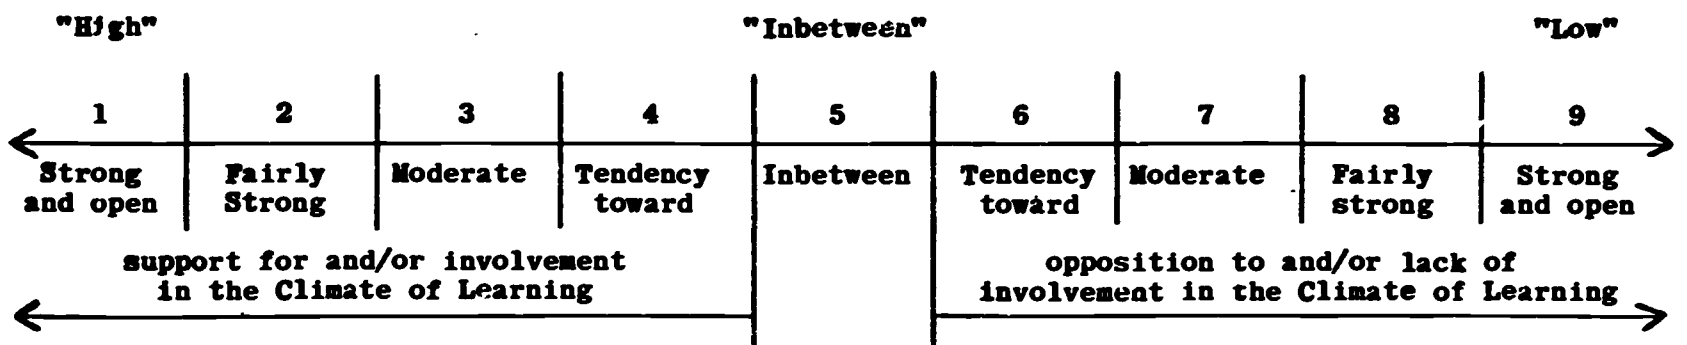 "High" "Inbetween" "Low"
1 2 3 4 5 6 7 8 9
Strong Fairly Moderate Tendency Inbetween Tendency Moderate Fairly Strong
and open Strong toward toward strong and open
support for and/or involvement opposition to and/or lack of
in the Climate of Learning involvement in the Climate of Learning